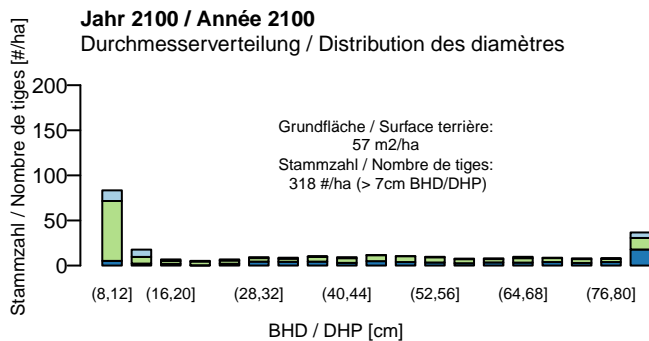 Jahr 2100 / Année 2100
Durchmesserverteilung / Distribution des diamètres
Stammzahl / Nombre de tiges [#/ha]
200
150
100
50
0
Grundfläche / Surface terrière:
57 m2/ha
Stammzahl / Nombre de tiges:
318 #/ha (> 7cm BHD/DHP)
(8,12] (16,20] (28,32] (40,44] (52,56] (64,68] (76,80]
BHD / DHP [cm]